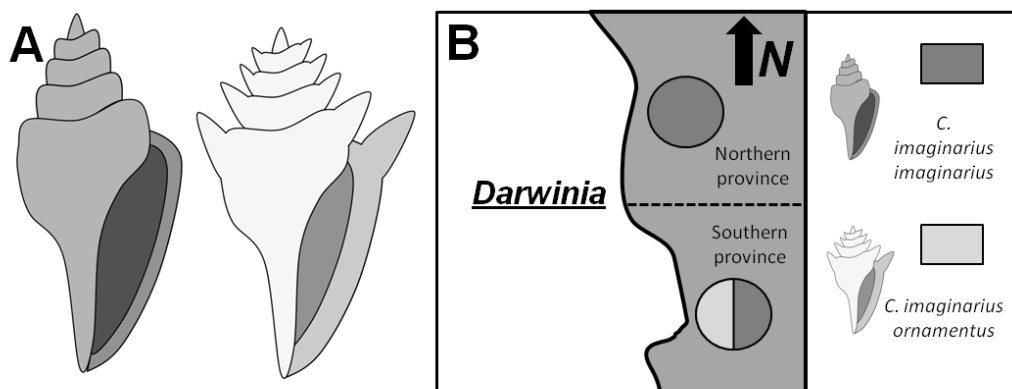 A
B
N
Northern
province
Darwinia
Southern
province
C.
imaginarius
imaginarius
C. imaginarius
ornamentus